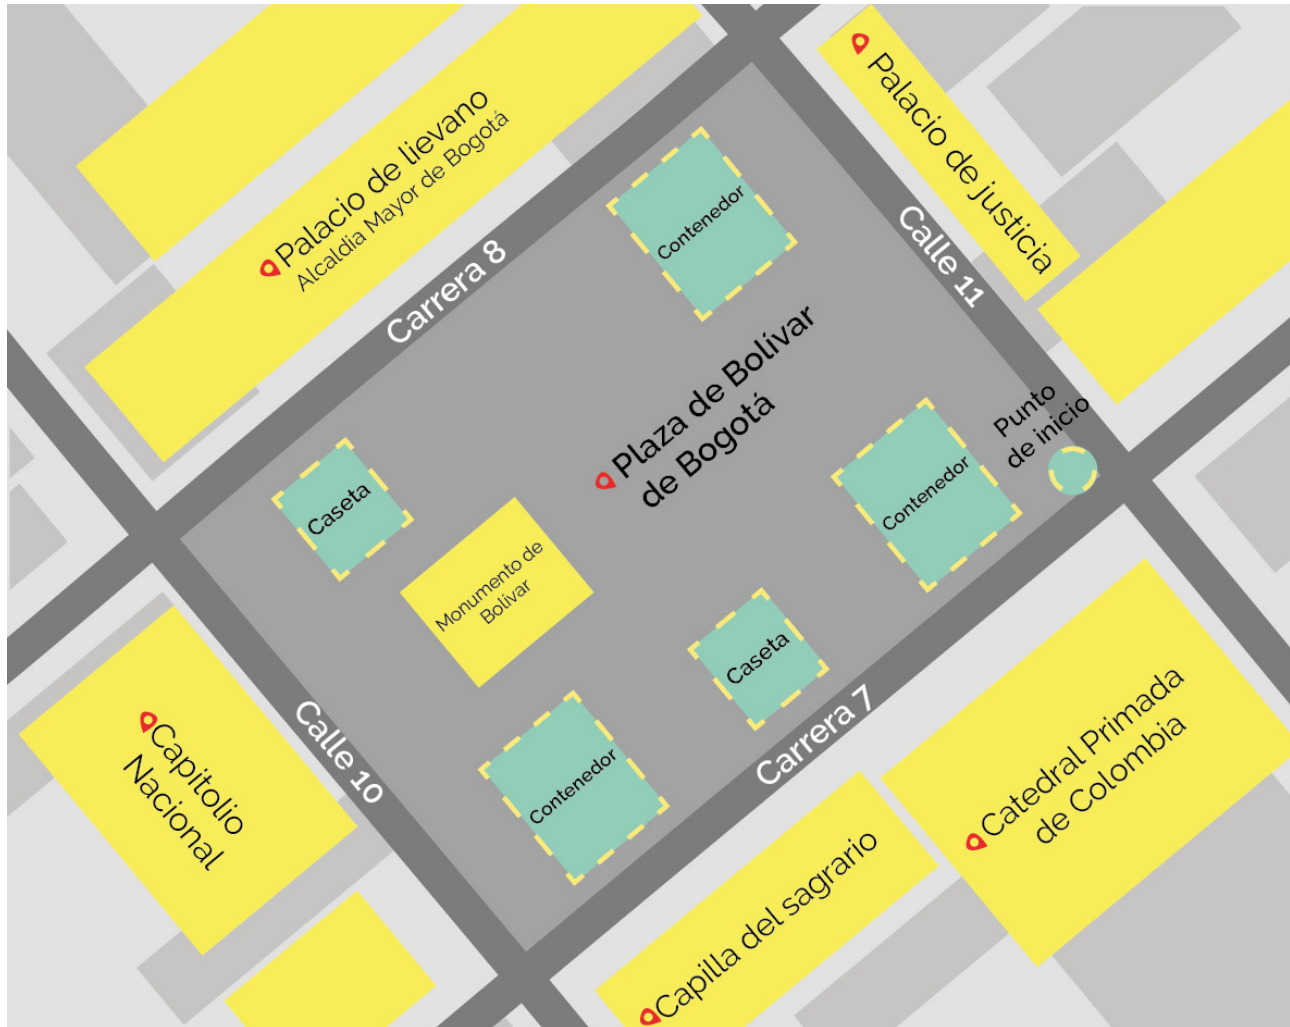 Palacio de lievano
Alcaldia Mayor de Bogotá
Carrera 8
Palacio de justicia
Calle 11
Contenedor
Plaza de Bolívar
de Bogotá
Punto
de inicio
Contenedor
Caseta
Monumento de
Bolívar
Caseta
Contenedor
Carrera 7
Calle 10
Capitolio
Nacional
Catedral Primada
de Colombia
Capilla del sagrario